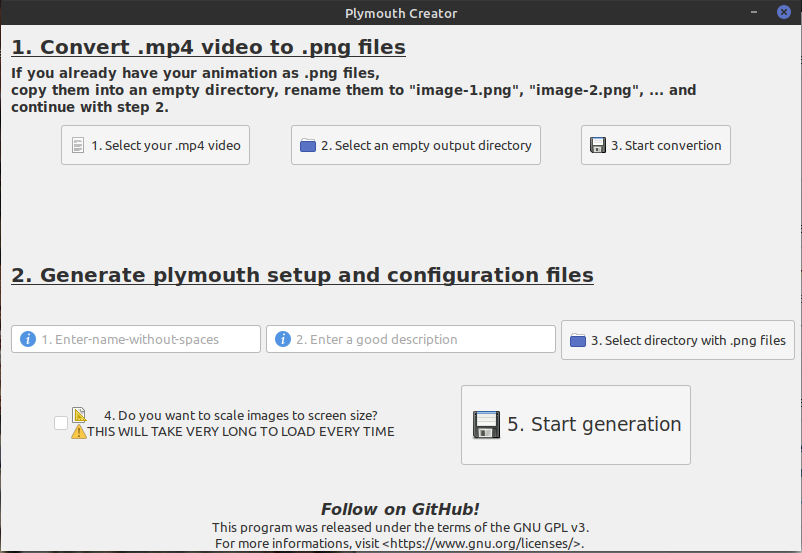 Plymouth Creator
1. Convert .mp4 video to .png files
If you already have your animation as .png files,
copy them into an empty directory, rename them to "image-1.png", "image-2.png", ... and
continue with step 2.
1. Select your .mp4 video
2. Select an empty output directory
3. Start convertion
2. Generate plymouth setup and configuration files
1. Enter-name-without-spaces
2. Enter a good description
3. Select directory with .png files
4. Do you want to scale images to screen size?
THIS WILL TAKE VERY LONG TO LOAD EVERY TIME
5. Start generation
Follow on GitHub!
This program was released under the terms of the GNU GPL v3.
For more informations, visit <https://www.gnu.org/licenses/>.